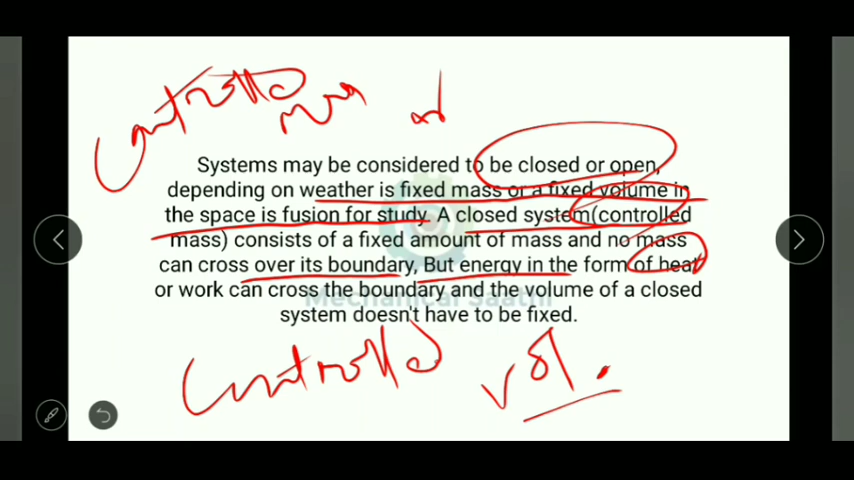 Controlled
mass and
Systems may be considered to be closed or open,
depending on weather is fixed mass or a fixed volume in
the space is fusion for study. A closed system(controlled
mass) consists of a fixed amount of mass and no mass
can cross over its boundary, But energy in the form of heat
or work can cross the boundary and the volume of a closed
Mechanical Saathi
system doesn't have to be fixed.
Controlled vol.